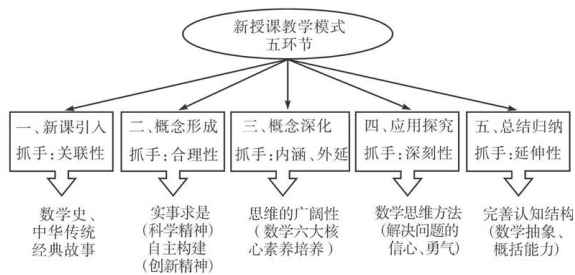 新授课教学模式
五环节
一、新课引入
抓手:关联性
二、概念形成
抓手:合理性
三、概念深化
抓手:内涵、外延
四、应用探究
抓手:深刻性
五、总结归纳
抓手:延伸性
数学史、
中华传统
经典故事
实事求是
(科学精神)
自主构建
(创新精神)
思维的广阔性
(数学六大核
心素养培养)
数学思维方法
(解决问题的
信心、勇气)
完善认知结构
(数学抽象、
概括能力)